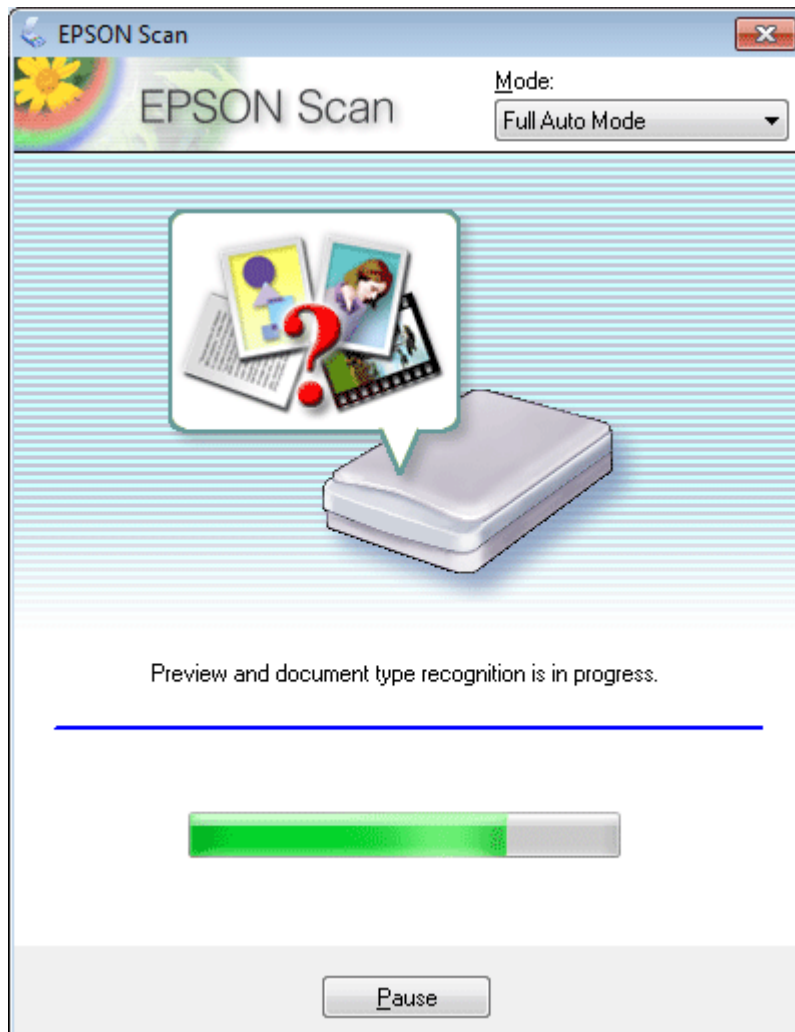 EPSON Scan
EPSON Scan
Mode:
Full Auto Mode
Preview and document type recognition is in progress.
Pause